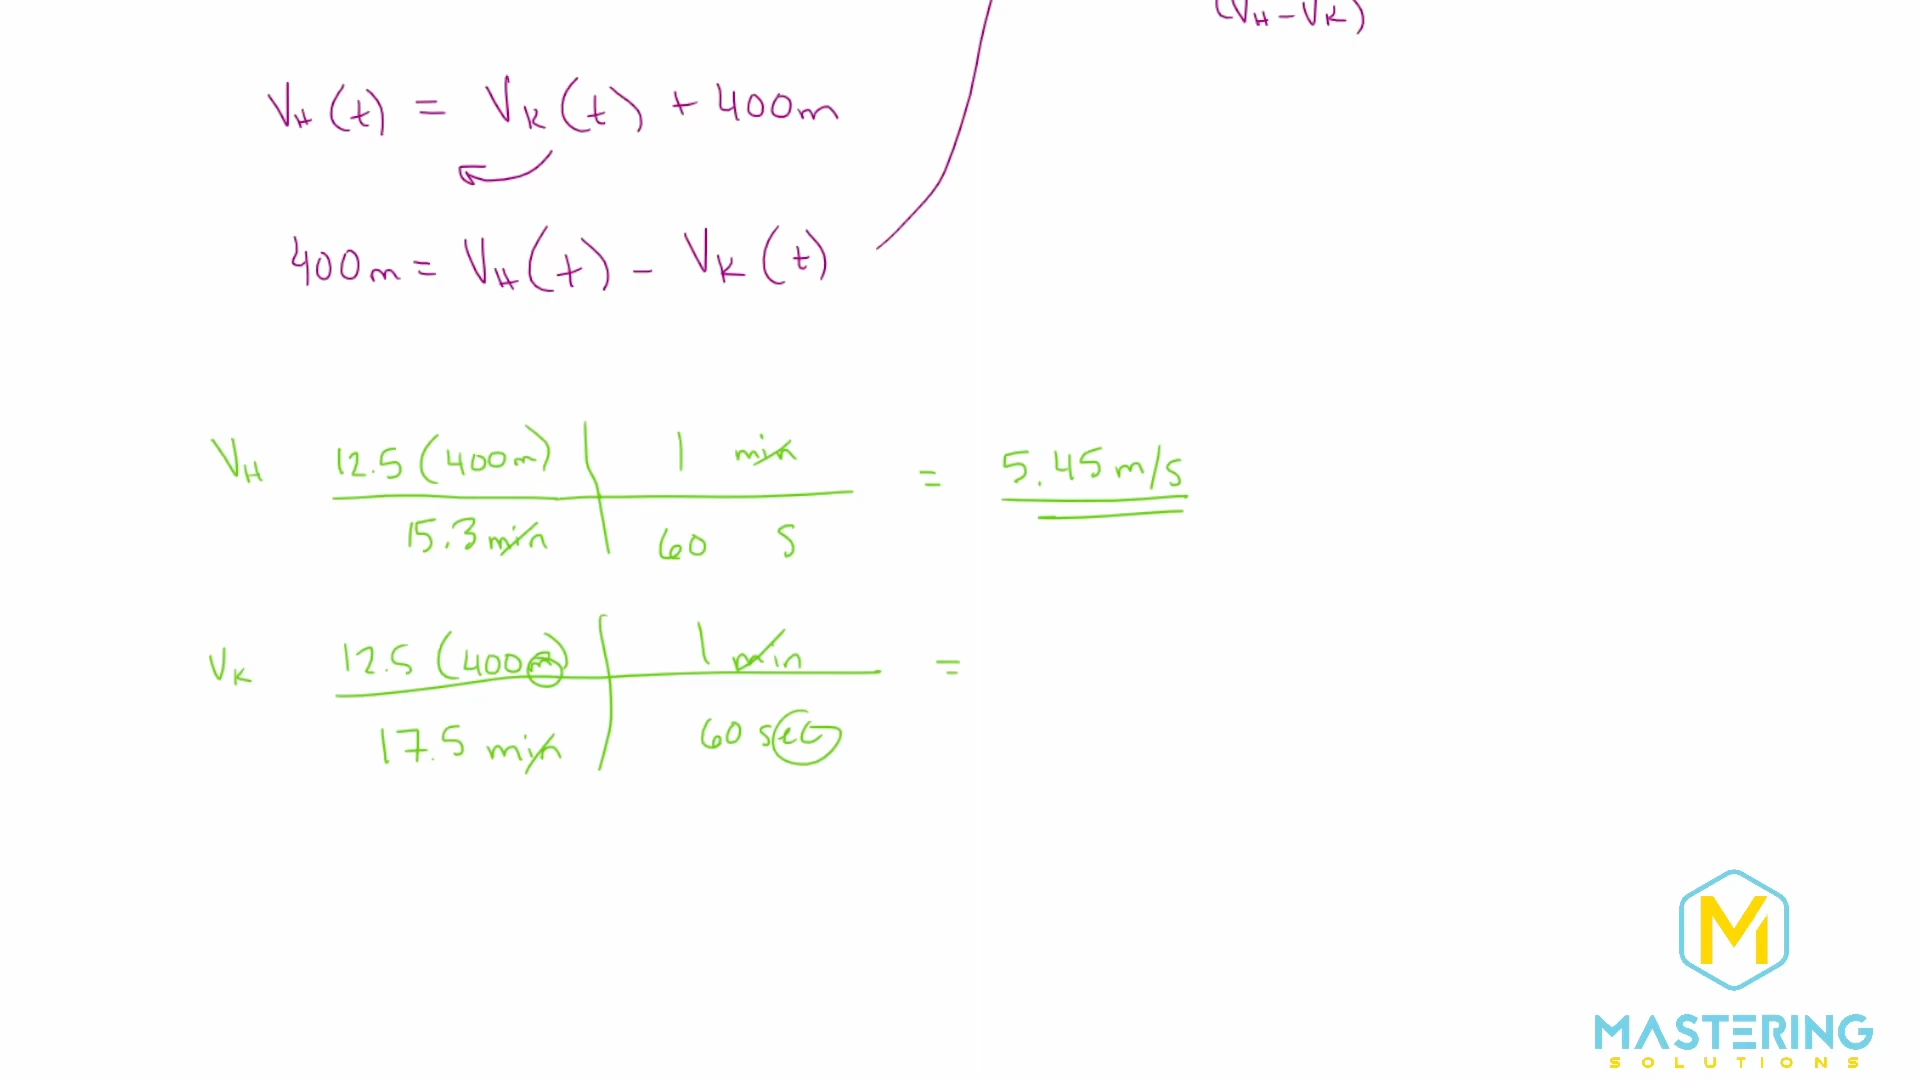 (V_H - V_K)
V_H (t) = V_K (t) + 400m
400m = V_H (t) - V_K (t)
V_H 12.5 (400m) | 1 min = 5.45 m/s
15.3 min | 60 s
V_K 12.5 (400m) | 1 min =
17.5 min | 60 sec
M
MASTERING
SOLUTIONS